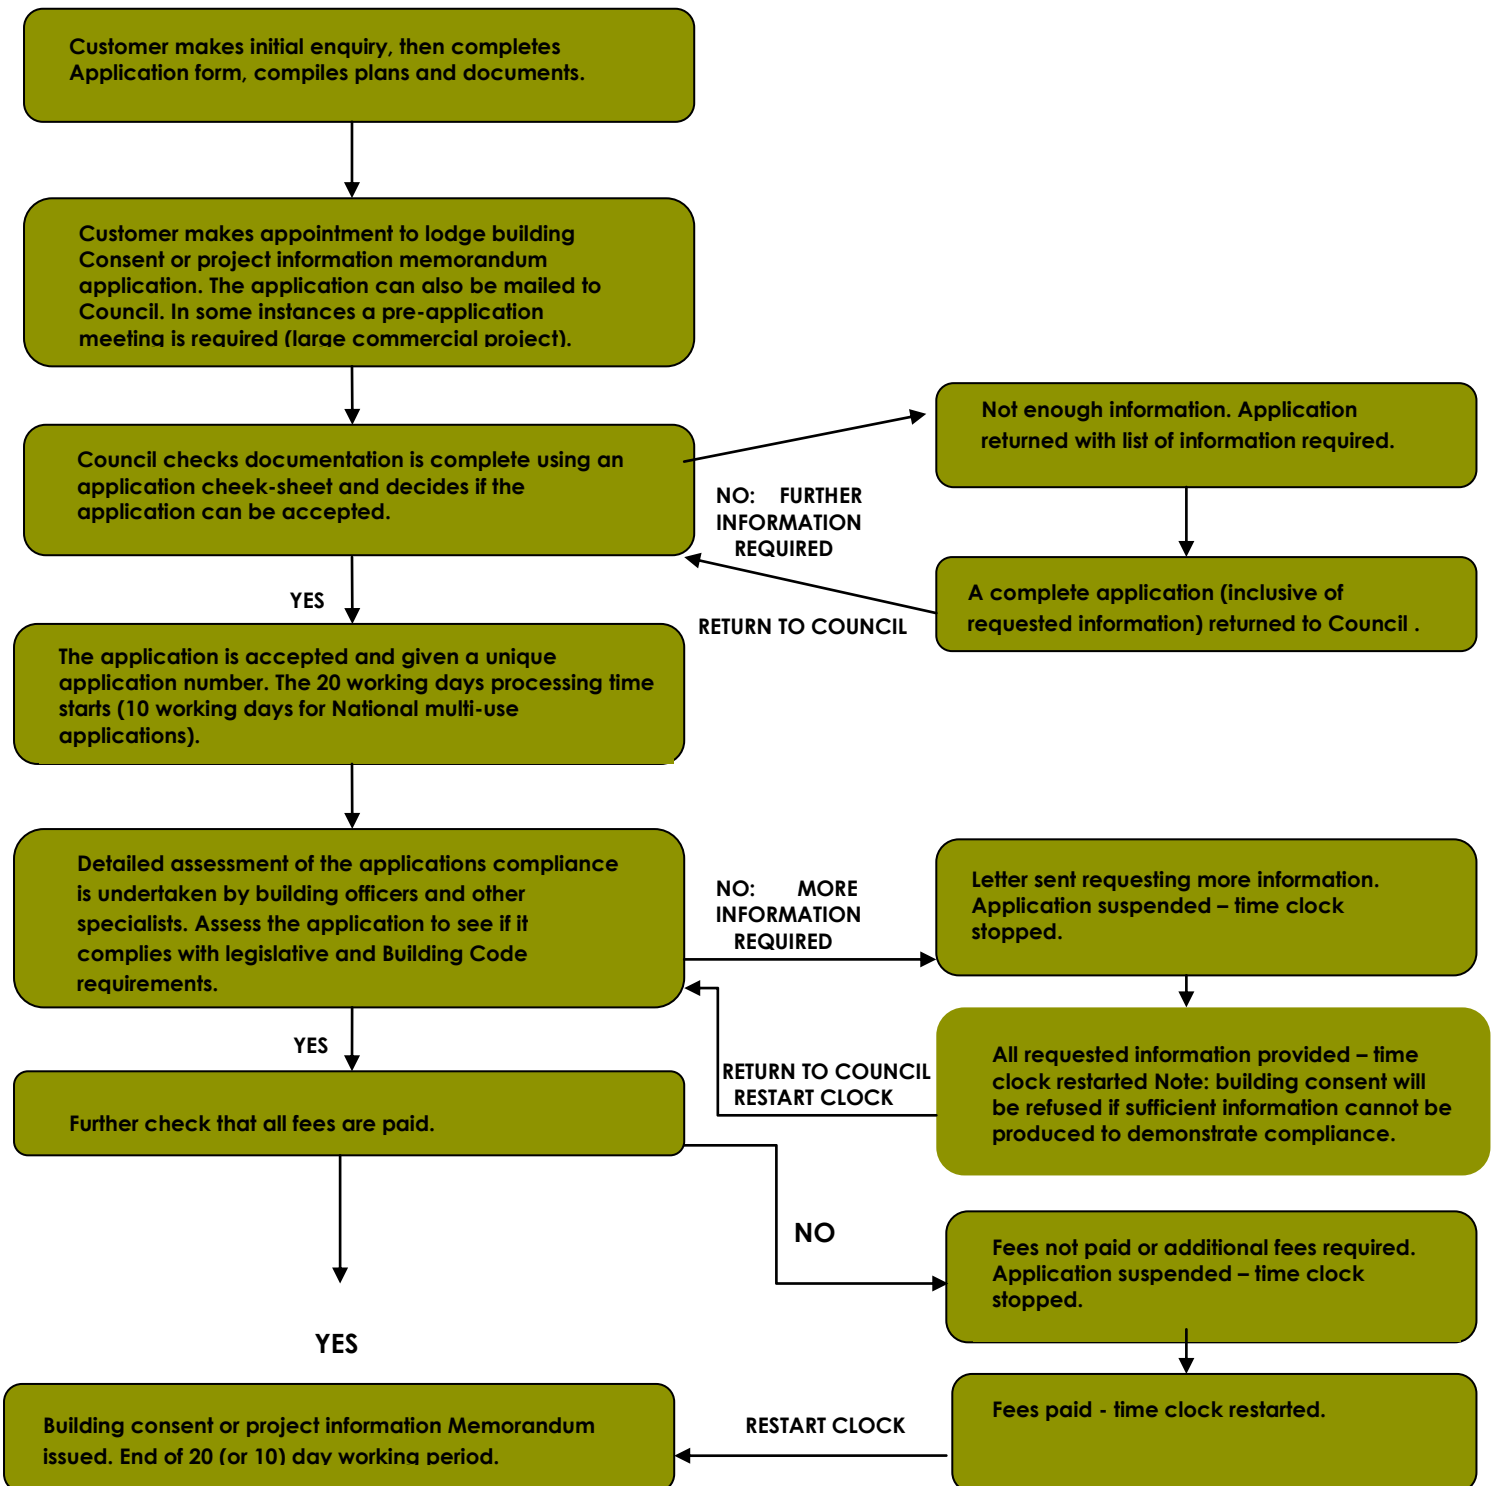 Customer makes initial enquiry, then completes
Application form, compiles plans and documents.
Customer makes appointment to lodge building
Consent or project information memorandum
application. The application can also be mailed to
Council. In some instances a pre-application
meeting is required (large commercial project).
Council checks documentation is complete using an
application cheek-sheet and decides if the
application can be accepted.
NO: FURTHER
INFORMATION
REQUIRED
Not enough information. Application
returned with list of information required.
A complete application (inclusive of
requested information) returned to Council .
RETURN TO COUNCIL
YES
The application is accepted and given a unique
application number. The 20 working days processing time
starts (10 working days for National multi-use
applications).
Detailed assessment of the applications compliance
is undertaken by building officers and other
specialists. Assess the application to see if it
complies with legislative and Building Code
requirements.
NO: MORE
INFORMATION
REQUIRED
Letter sent requesting more information.
Application suspended – time clock
stopped.
All requested information provided – time
clock restarted Note: building consent will
be refused if sufficient information cannot be
produced to demonstrate compliance.
RETURN TO COUNCIL
RESTART CLOCK
YES
Further check that all fees are paid.
NO
Fees not paid or additional fees required.
Application suspended – time clock
stopped.
Fees paid - time clock restarted.
RESTART CLOCK
YES
Building consent or project information Memorandum
issued. End of 20 (or 10) day working period.